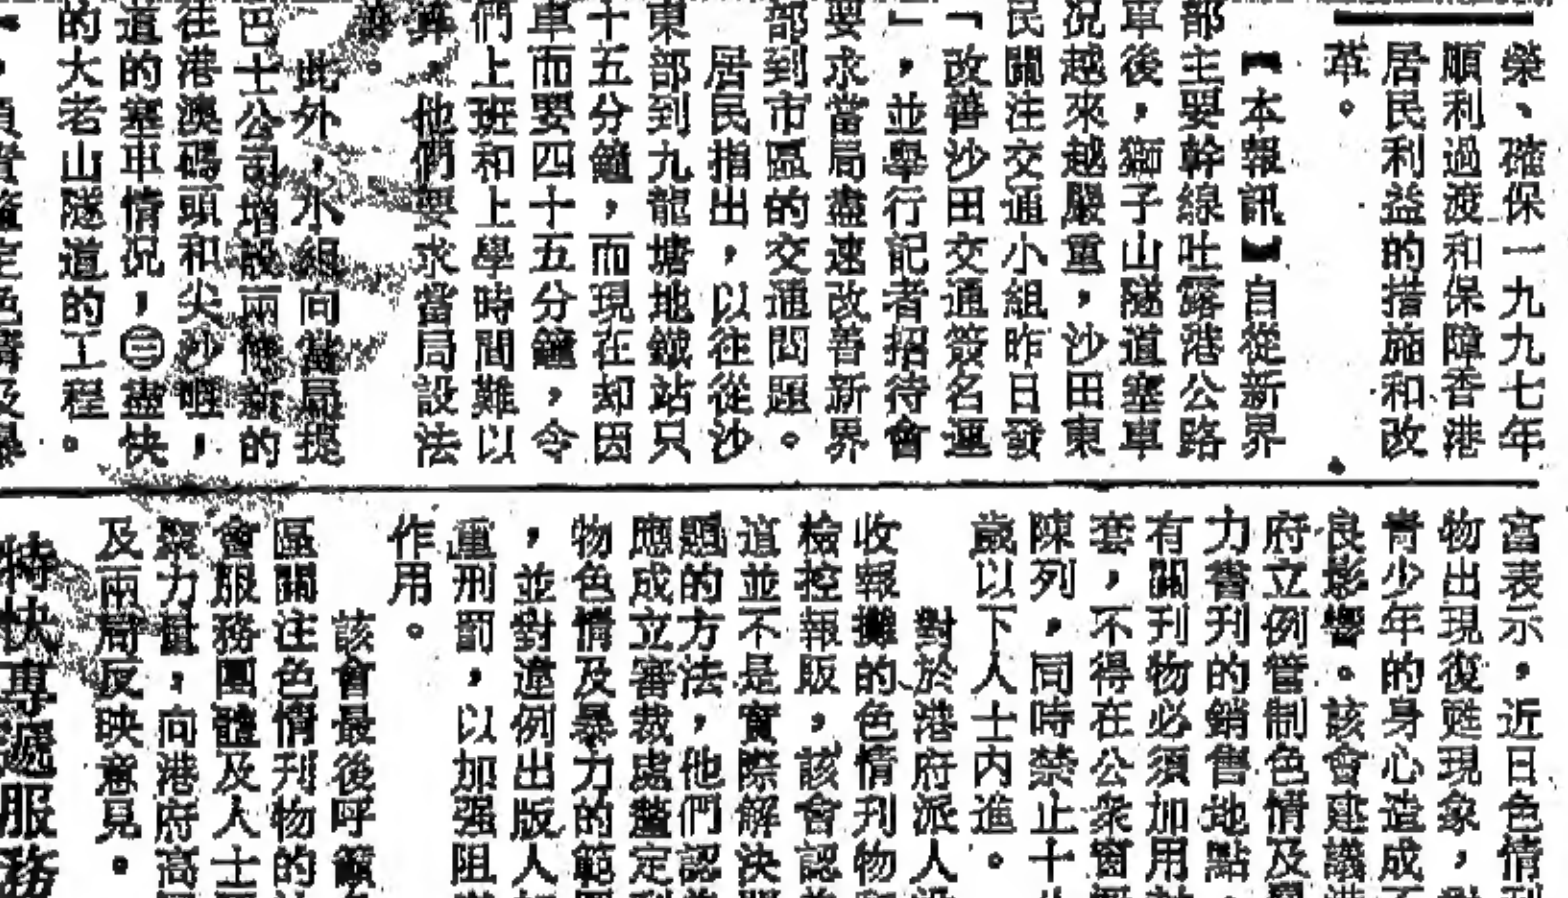 榮、確保一九九七年
順利過渡和保障香港
居民利益的措施和改
革。
【本報訊】自從新界
部主要幹線吐露港公路
車後，獅子山隧道塞車
況越來越嚴重，沙田東
民關注交通小組昨日發
「改善沙田交通簽名運
」，並舉行記者招待會
要求當局盡速改善新界
部到市區的交通問題。
居民指出，以往從沙
東部到九龍塘地鐵站只
十五分鐘，而現在却因
車而要四十五分鐘，令
們上班和上學時間難以
算。他們要求當局設法
此外，小組向當局提
巴士公司增設兩條新的
往港澳碼頭和尖沙咀，
道的塞車情況，㊂盡快
的大老山隧道的工程。
富表示，近日色情刊
物出現復甦現象，對
青少年的身心造成不
良影響。該會建議港
府立例管制色情及暴
力書刊的銷售地點，
有關刊物必須加用封
套，不得在公衆窗櫥
陳列，同時禁止十八
歲以下人士內進。
對於港府派人沒
收報攤的色情刊物和
檢控報販，該會認為
道並不是實際解決問
題的方法，他們認為
應成立審裁處釐定刊
物色情及暴力的範圍
，並對違例出版人加
重刑罰，以加强阻嚇
作用。
該會最後呼籲各
區關注色情刊物的社
會服務團體及人士
聚力量，向港府高層
及兩局反映意見。
特快專遞服務